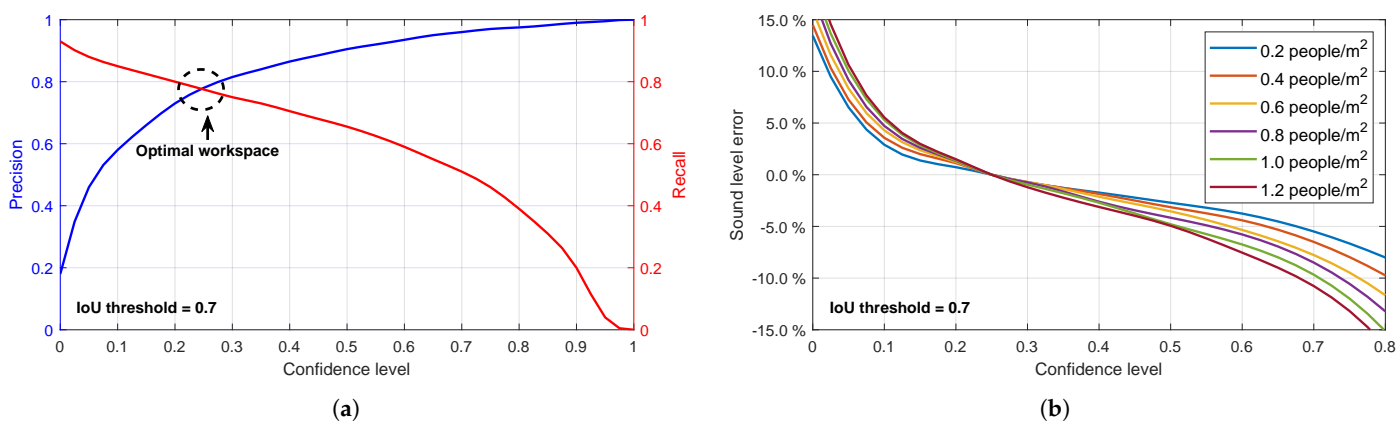 1
0.8
0.6
0.4
0.2
0
Precision
0 0.1 0.2 0.3 0.4 0.5 0.6 0.7 0.8 0.9 1
Confidence level
1
0.8
0.6
0.4
0.2
0
Recall
Optimal workspace
IoU threshold = 0.7
(a)
15.0 %
10.0 %
5.0 %
0.0 %
-5.0 %
-10.0 %
-15.0 %
Sound level error
0 0.1 0.2 0.3 0.4 0.5 0.6 0.7 0.8
Confidence level
0.2 people/m²
0.4 people/m²
0.6 people/m²
0.8 people/m²
1.0 people/m²
1.2 people/m²
IoU threshold = 0.7
(b)